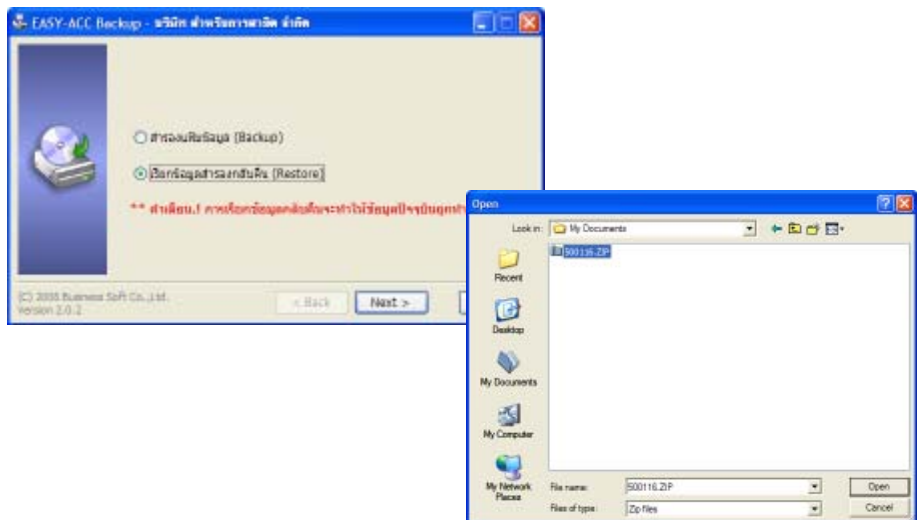 EASY-ACC Backup - บริษัท สำหรับการสาธิต จำกัด
สำรองแฟ้มข้อมูล (Backup)
เรียกข้อมูลสำรองกลับคืน (Restore)
** คำเตือน.! การเรียกข้อมูลกลับคืนจะทำให้ข้อมูลปัจจุบันถูกทำ
Business Soft Co.,Ltd.
Version 2.0.2
< Back
Next >
Open
Look in:
My Documents
500116.ZIP
Recent
Desktop
My Documents
My Computer
My Network
Places
File name:
500116.ZIP
Open
Files of type:
Zip files
Cancel